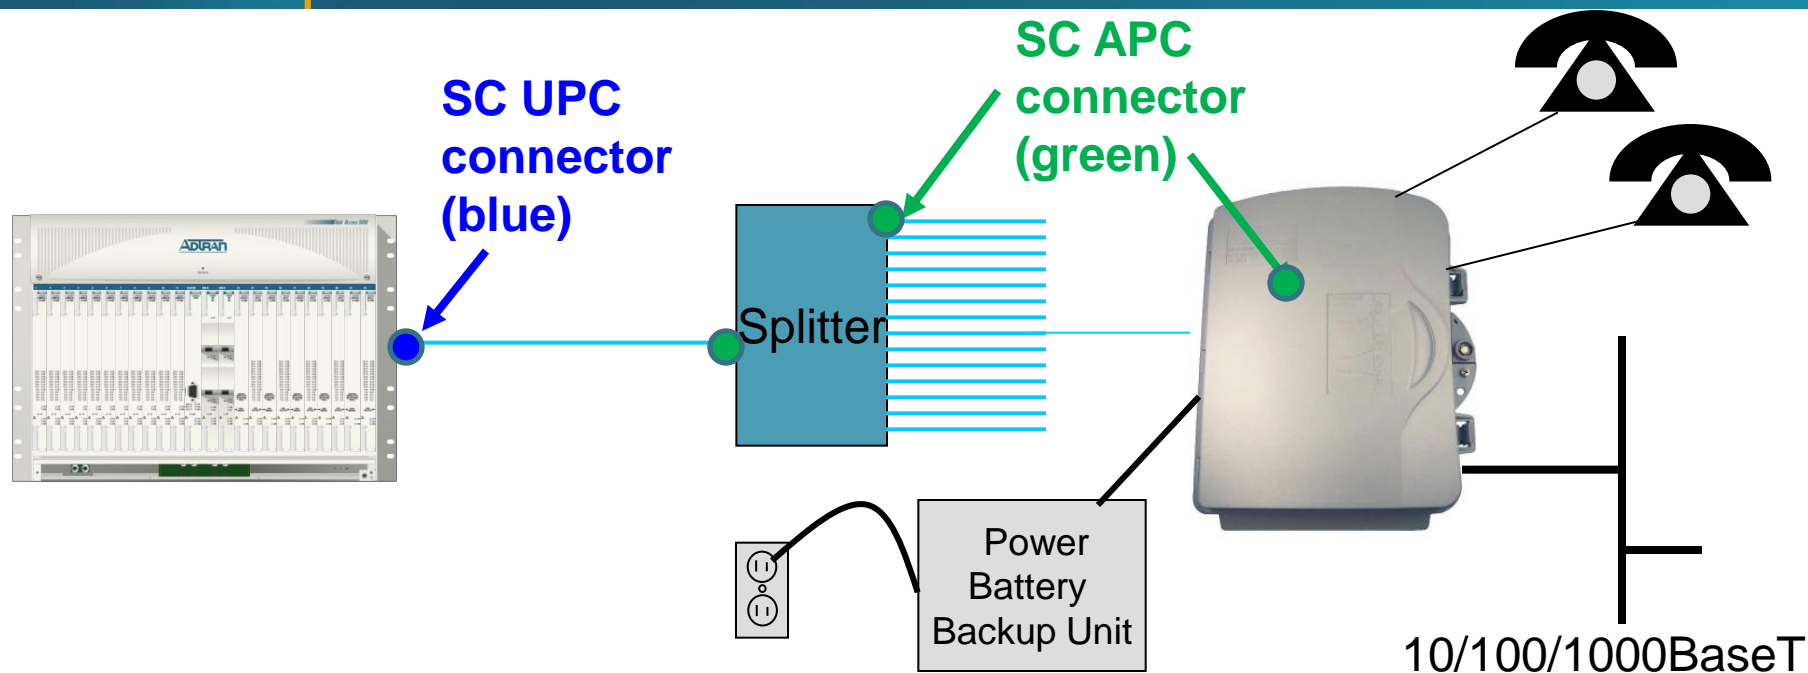 SC APC
connector
(green)
SC UPC
connector
(blue)
ADTRAN
Splitter
Power
Battery
Backup Unit
10/100/1000BaseT